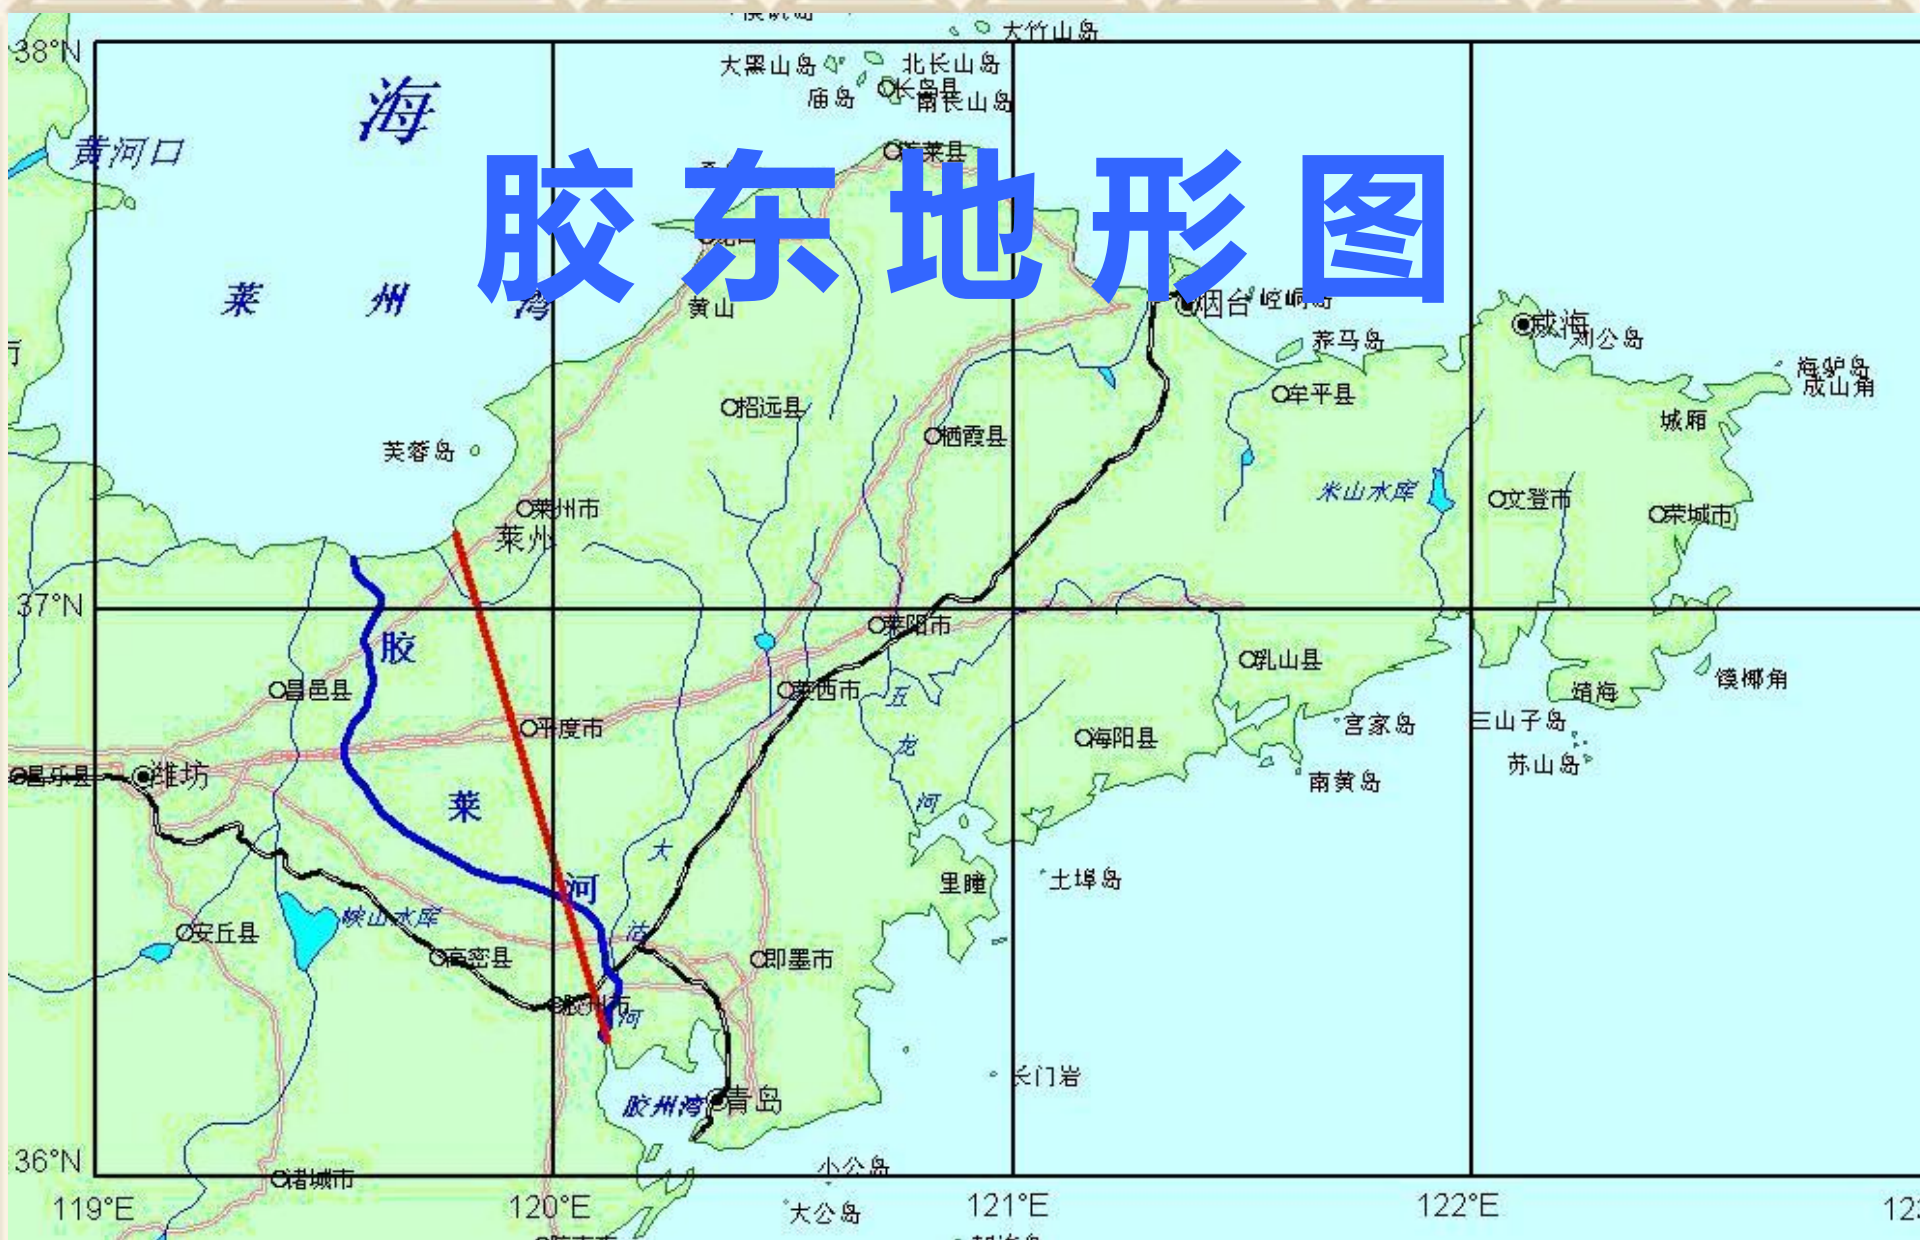 大竹山岛
38°N
海
大黑山岛
北长山岛
长岛县
庙岛
南长山岛
黄河口
蓬莱县
胶东地形图
龙口
莱州湾
黄山
烟台
崆峒岛
威海
刘公岛
养马岛
海驴岛
成山角
牟平县
招远县
城厢
栖霞县
芙蓉岛
米山水库
文登市
莱州市
荣城市
莱州
37°N
莱阳市
胶
乳山县
昌邑县
莱西市
五
靖海
镆椰角
平度市
宫家岛
三山子岛
龙
海阳县
昌乐县
潍坊
苏山岛
南黄岛
莱
河
大
土埠岛
河
里疃
峡山水库
沽
安丘县
高密县
即墨市
胶州市
河
长门岩
胶州湾
青岛
36°N
小公岛
诸城市
119°E
120°E
121°E
122°E
大公岛